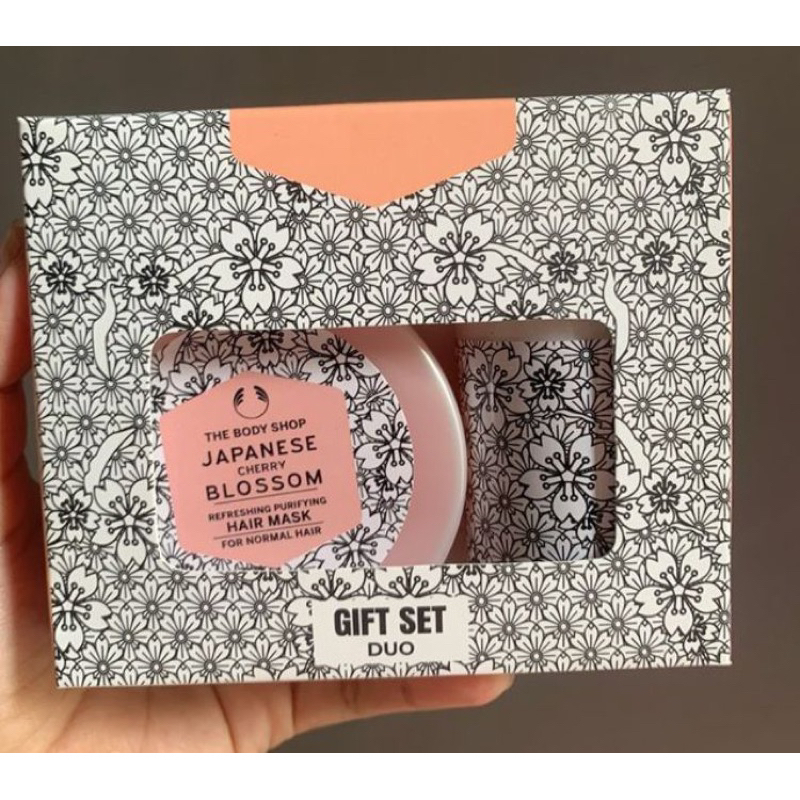 THE BODY SHOP
JAPANESE
CHERRY
BLOSSOM
REFRESHING PURIFYING
HAIR MASK
FOR NORMAL HAIR
GIFT SET
DUO